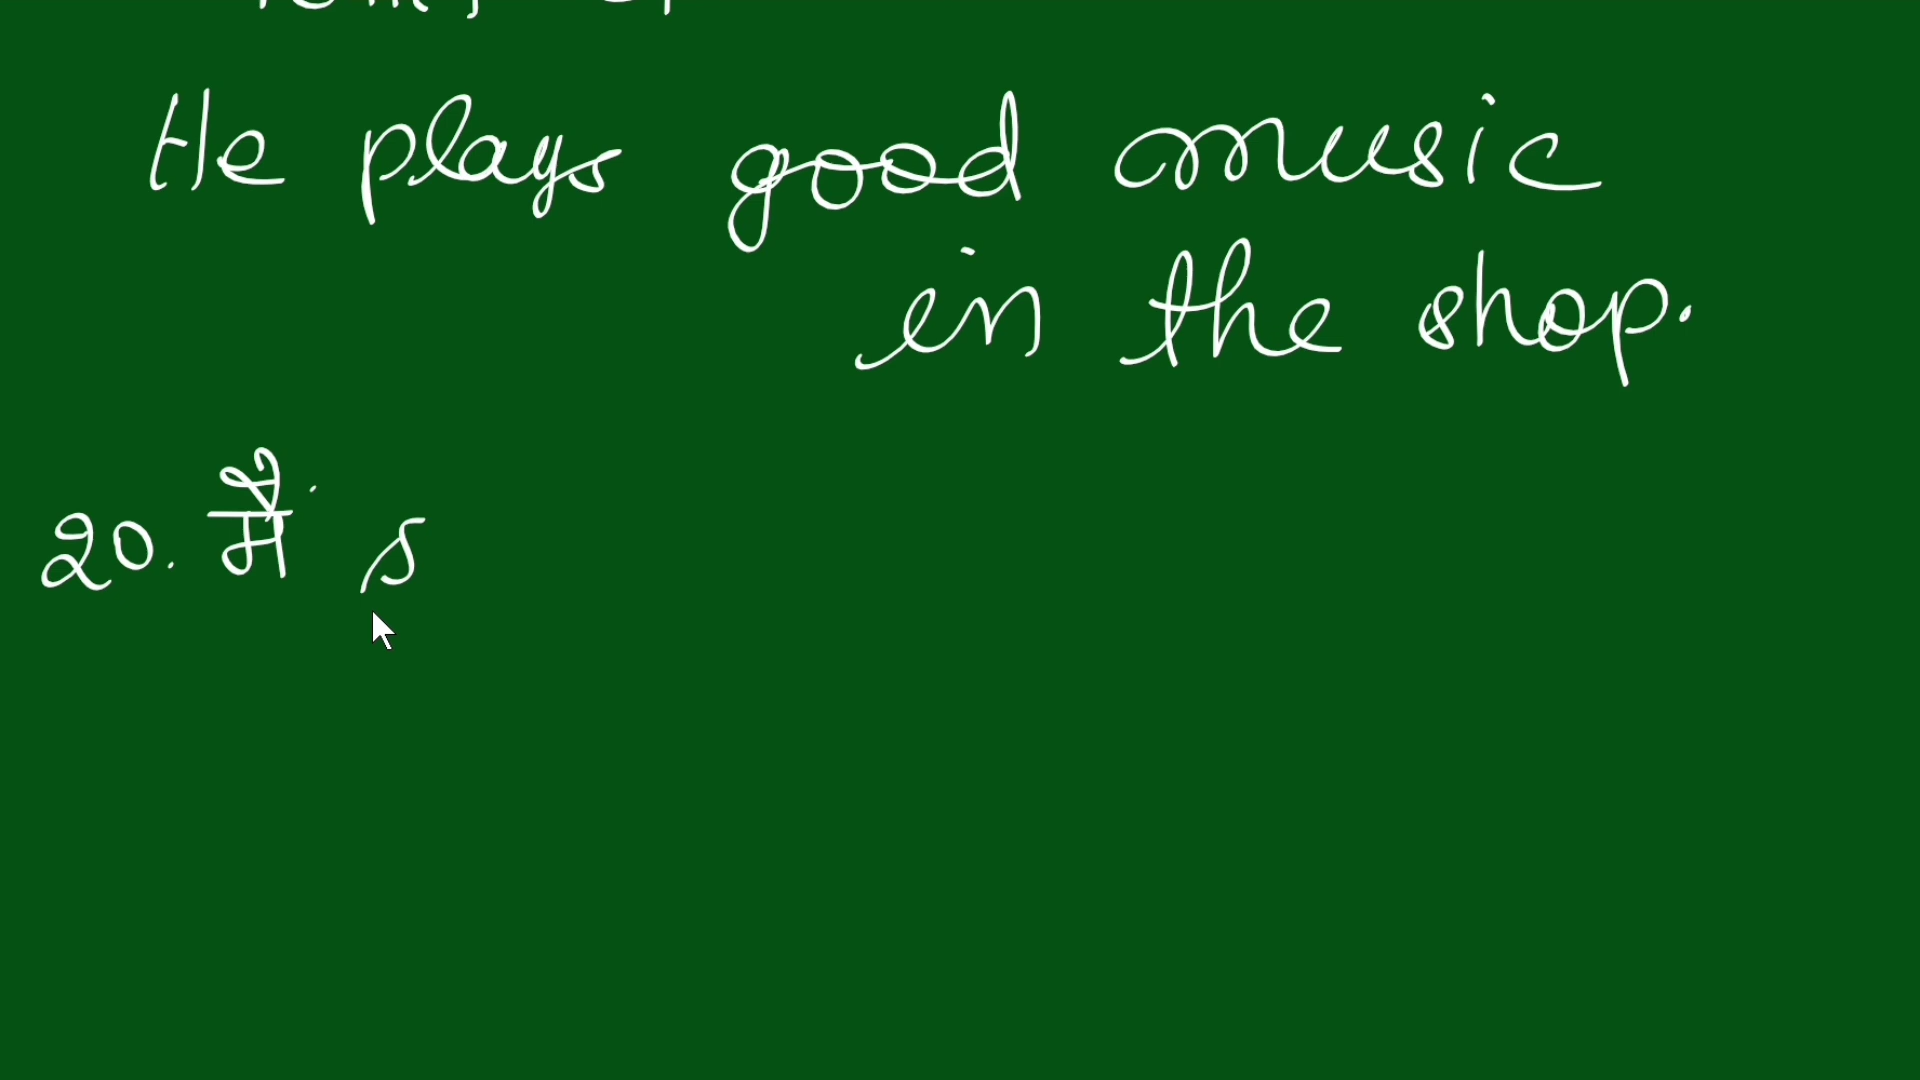 He plays good music
in the shop.
20. मैं s